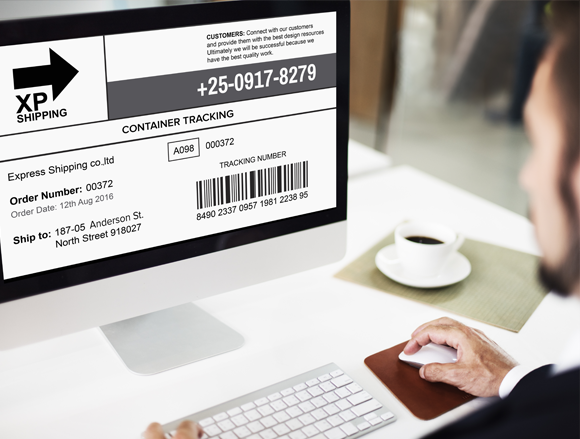 XP
SHIPPING
CUSTOMERS: Connect with our customers
and provide them with the best design resources
Ultimately we will be successful because we
have the best quality work.
+25-0917-8279
CONTAINER TRACKING
Express Shipping co.ltd
Order Number: 00372
Order Date: 12th Aug 2016
Ship to: 187-05 Anderson St.
North Street 918027
A098 000372
TRACKING NUMBER
8490 2337 0957 1981 2238 95